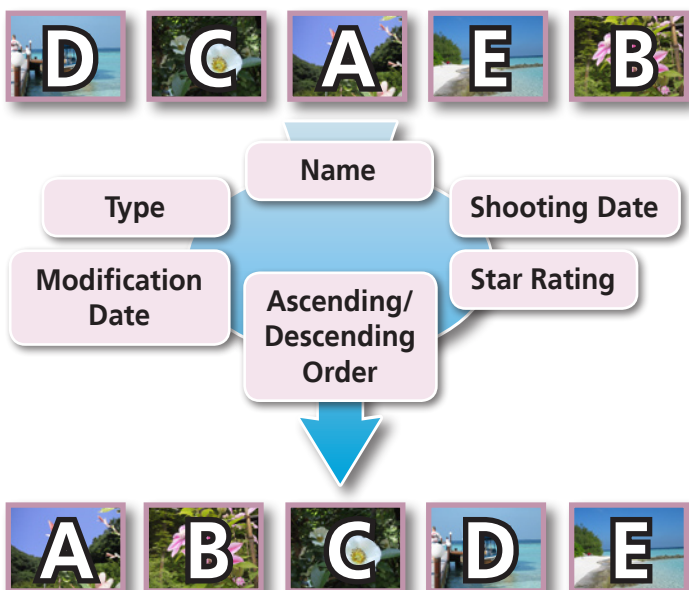 D C A E B
Name
Type
Shooting Date
Modification
Date
Star Rating
Ascending/
Descending
Order
A B C D E